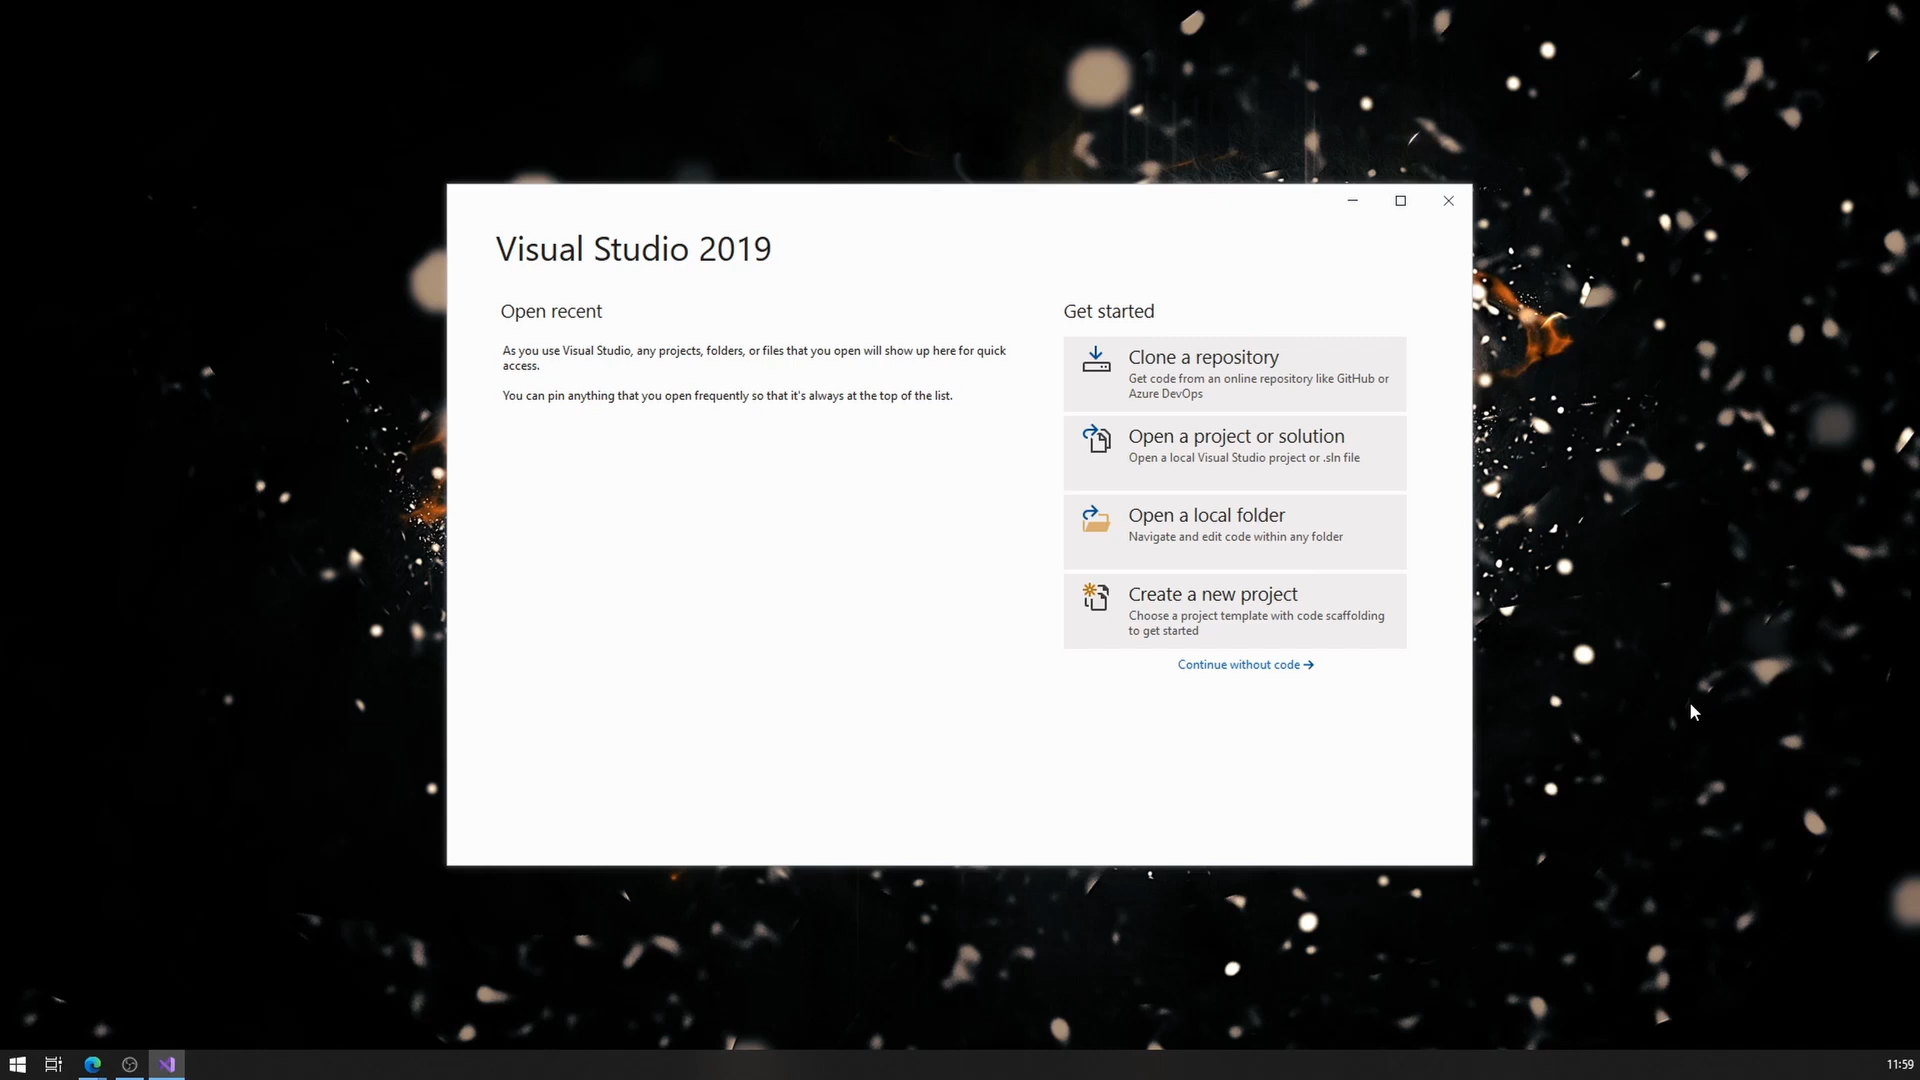 Visual Studio 2019
Open recent
As you use Visual Studio, any projects, folders, or files that you open will show up here for quick
access.
You can pin anything that you open frequently so that it's always at the top of the list.
Get started
Clone a repository
Get code from an online repository like GitHub or
Azure DevOps
Open a project or solution
Open a local Visual Studio project or .sln file
Open a local folder
Navigate and edit code within any folder
Create a new project
Choose a project template with code scaffolding
to get started
Continue without code →
11:59